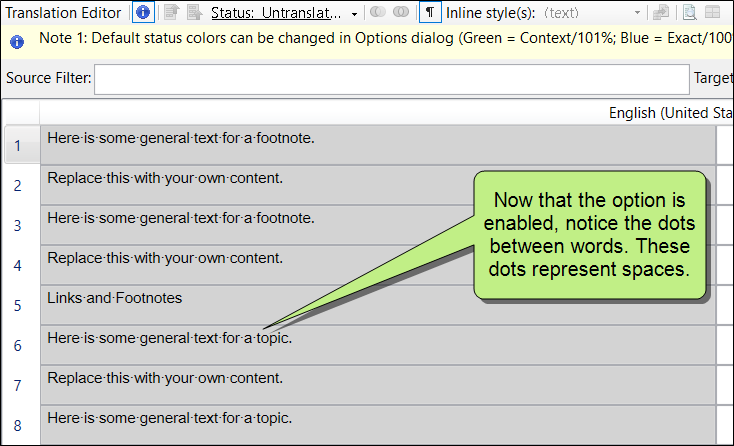 Translation Editor Status: Untranslat... Inline style(s): (text)
Note 1: Default status colors can be changed in Options dialog (Green = Context/101%; Blue = Exact/100%
Source Filter: Target
English (United Sta
1 Here·is·some·general·text·for·a·footnote.
2 Replace·this·with·your·own·content.
3 Here·is·some·general·text·for·a·footnote.
4 Replace·this·with·your·own·content.
5 Links·and·Footnotes
6 Here·is·some·general·text·for·a·topic.
7 Replace·this·with·your·own·content.
8 Here·is·some·general·text·for·a·topic.
Now that the option is
enabled, notice the dots
between words. These
dots represent spaces.